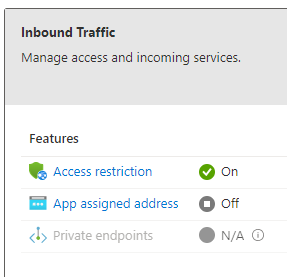 Inbound Traffic
Manage access and incoming services.
Features
Access restriction On
App assigned address Off
Private endpoints N/A